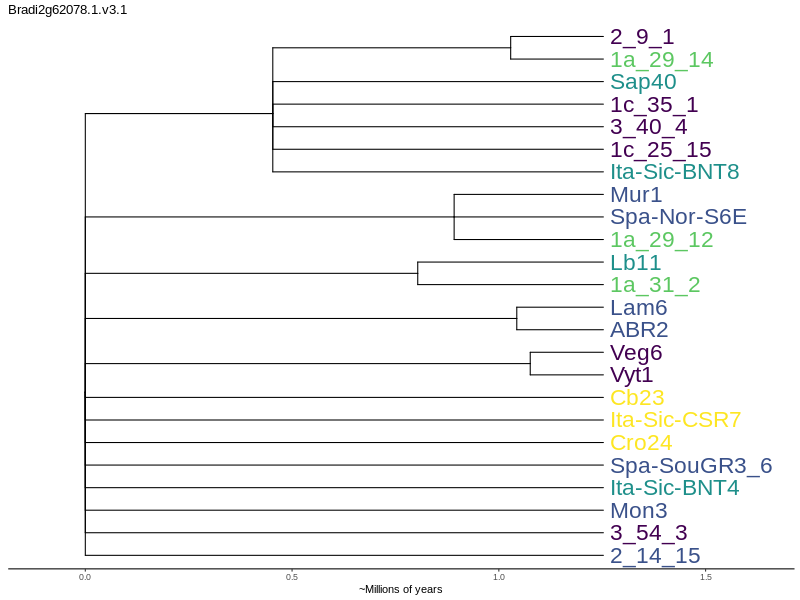 Bradi2g62078.1.v3.1
2_9_1
1a_29_14
Sap40
1c_35_1
3_40_4
1c_25_15
Ita-Sic-BNT8
Mur1
Spa-Nor-S6E
1a_29_12
Lb11
1a_31_2
Lam6
ABR2
Veg6
Vyt1
Cb23
Ita-Sic-CSR7
Cro24
Spa-SouGR3_6
Ita-Sic-BNT4
Mon3
3_54_3
2_14_15
0.0 0.5 1.0 1.5
~Millions of years